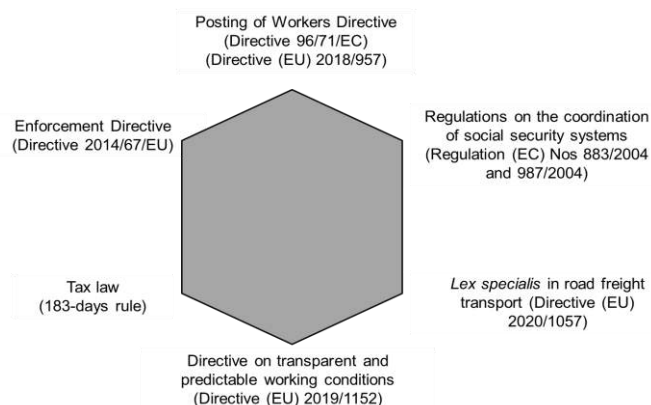 Posting of Workers Directive
(Directive 96/71/EC)
(Directive (EU) 2018/957)
Enforcement Directive
(Directive 2014/67/EU)
Regulations on the coordination
of social security systems
(Regulation (EC) Nos 883/2004
and 987/2004)
Tax law
(183-days rule)
Lex specialis in road freight
transport (Directive (EU)
2020/1057)
Directive on transparent and
predictable working conditions
(Directive (EU) 2019/1152)